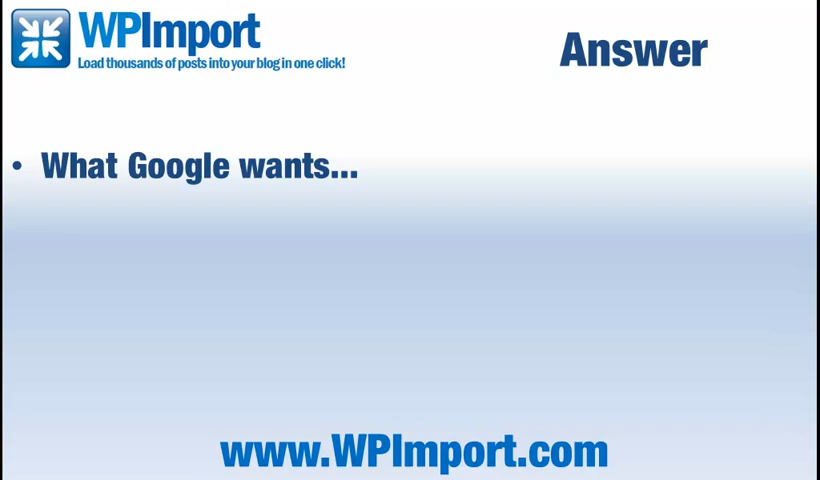 WPImport
Load thousands of posts into your blog in one click!
Answer
• What Google wants...
www.WPImport.com